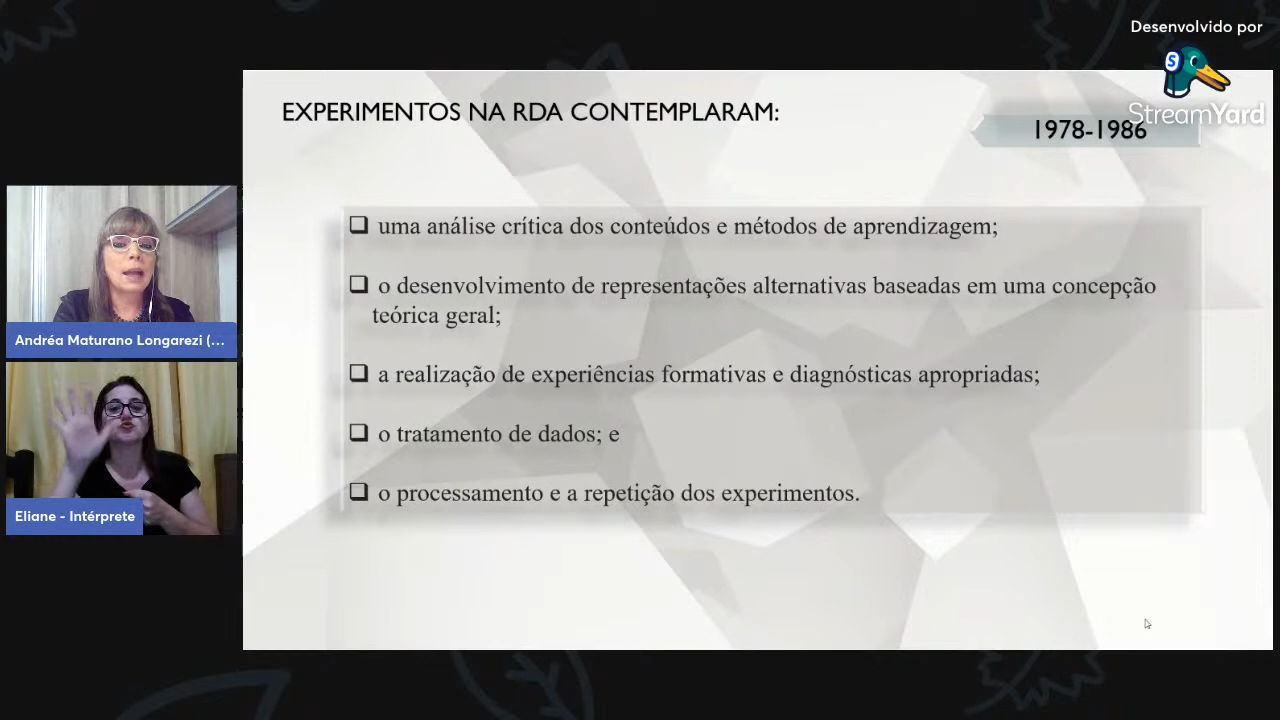 Desenvolvido por
StreamYard
EXPERIMENTOS NA RDA CONTEMPLARAM:
1978-1986
❑ uma análise crítica dos conteúdos e métodos de aprendizagem;
❑ o desenvolvimento de representações alternativas baseadas em uma concepção
teórica geral;
❑ a realização de experiências formativas e diagnósticas apropriadas;
❑ o tratamento de dados; e
❑ o processamento e a repetição dos experimentos.
Andréa Maturano Longarezi (...
Eliane - Intérprete